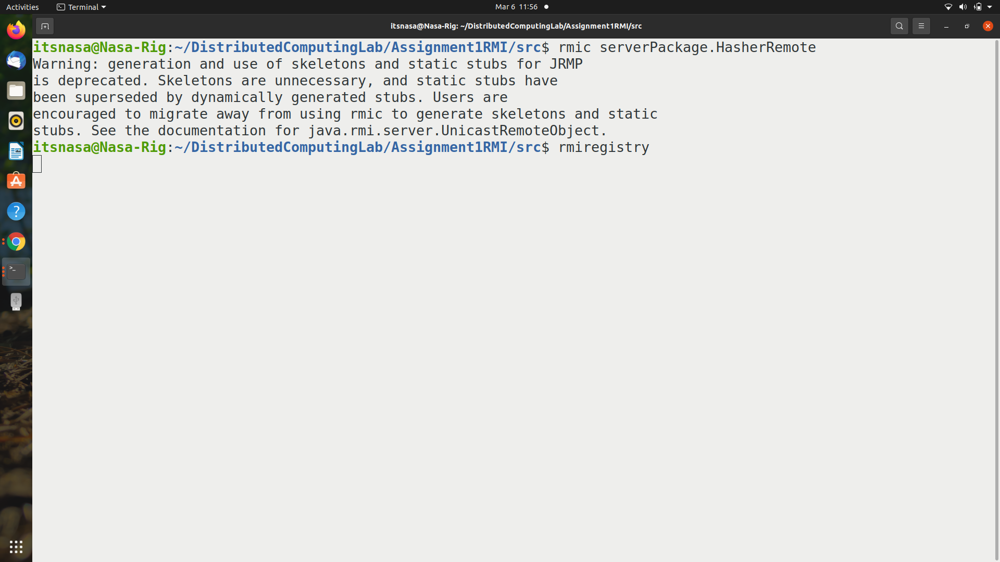 Activities
Terminal
Mar 6 11:56
itsnasa@Nasa-Rig: ~/DistributedComputingLab/Assignment1RMI/src
itsnasa@Nasa-Rig:~/DistributedComputingLab/Assignment1RMI/src$ rmic serverPackage.HasherRemote
Warning: generation and use of skeletons and static stubs for JRMP
is deprecated. Skeletons are unnecessary, and static stubs have
been superseded by dynamically generated stubs. Users are
encouraged to migrate away from using rmic to generate skeletons and static
stubs. See the documentation for java.rmi.server.UnicastRemoteObject.
itsnasa@Nasa-Rig:~/DistributedComputingLab/Assignment1RMI/src$ rmiregistry